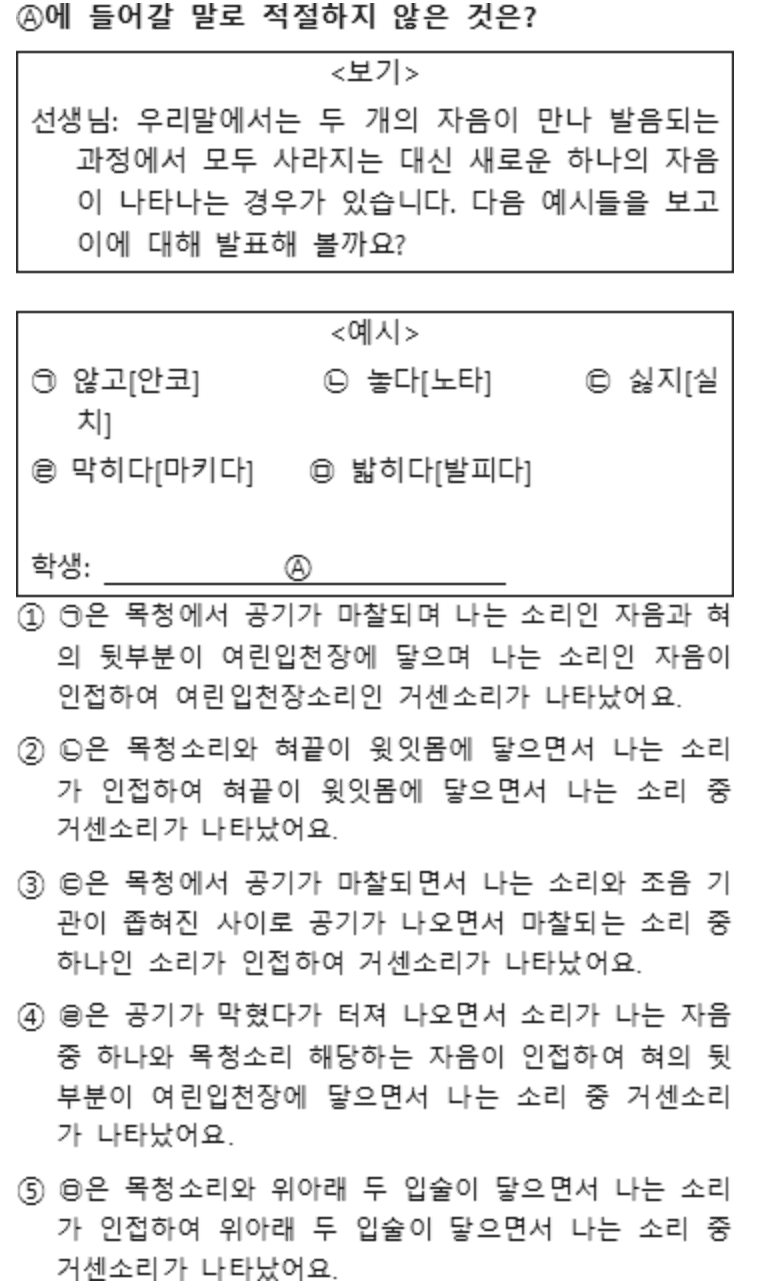 Ⓐ에 들어갈 말로 적절하지 않은 것은?
<보기>
선생님: 우리말에서는 두 개의 자음이 만나 발음되는
과정에서 모두 사라지는 대신 새로운 하나의 자음
이 나타나는 경우가 있습니다. 다음 예시들을 보고
이에 대해 발표해 볼까요?
<예시>
㉠ 않고[안코] ㉡ 놓다[노타] ㉢ 싫지[실
치]
㉣ 막히다[마키다] ㉤ 밟히다[발피다]
학생: Ⓐ
① ㉠은 목청에서 공기가 마찰되며 나는 소리인 자음과 혀
의 뒷부분이 여린입천장에 닿으며 나는 소리인 자음이
인접하여 여린입천장소리인 거센소리가 나타났어요.
② ㉡은 목청소리와 혀끝이 윗잇몸에 닿으면서 나는 소리
가 인접하여 혀끝이 윗잇몸에 닿으면서 나는 소리 중
거센소리가 나타났어요.
③ ㉢은 목청에서 공기가 마찰되면서 나는 소리와 조음 기
관이 좁혀진 사이로 공기가 나오면서 마찰되는 소리 중
하나인 소리가 인접하여 거센소리가 나타났어요.
④ ㉣은 공기가 막혔다가 터져 나오면서 소리가 나는 자음
중 하나와 목청소리 해당하는 자음이 인접하여 혀의 뒷
부분이 여린입천장에 닿으면서 나는 소리 중 거센소리
가 나타났어요.
⑤ ㉤은 목청소리와 위아래 두 입술이 닿으면서 나는 소리
가 인접하여 위아래 두 입술이 닿으면서 나는 소리 중
거센소리가 나타났어요.